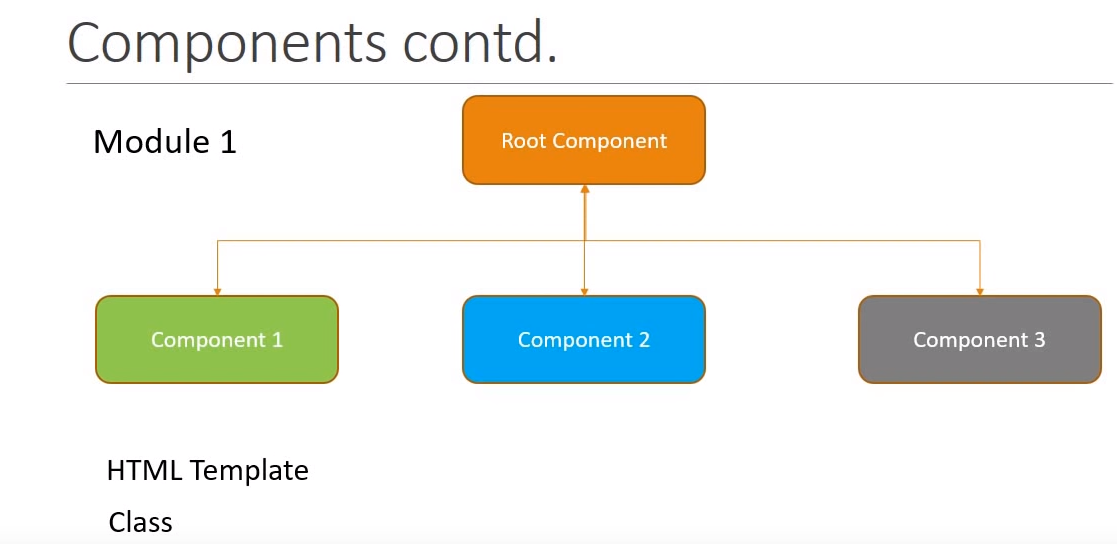 Components contd.
Module 1
Root Component
Component 1
Component 2
Component 3
HTML Template
Class